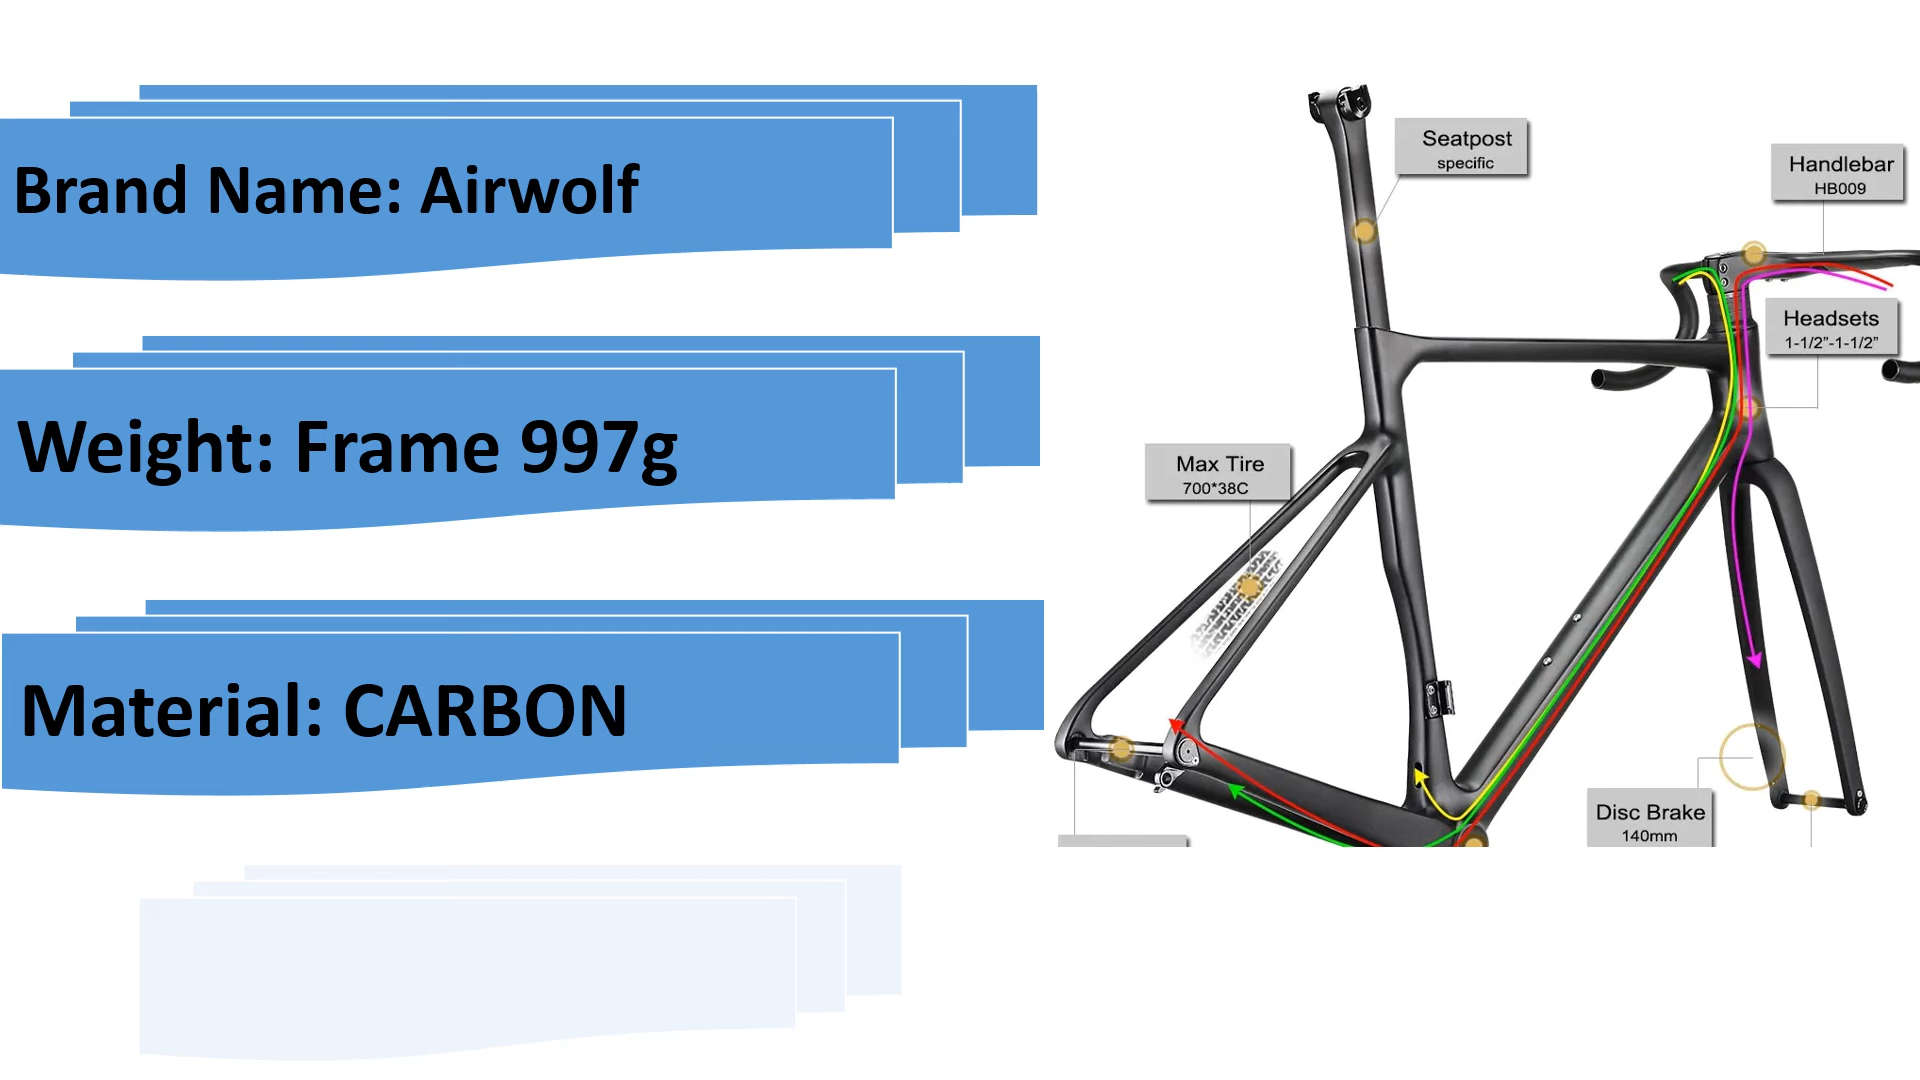 Brand Name: Airwolf
Weight: Frame 997g
Material: CARBON
Seatpost
specific
Handlebar
HB009
Headsets
1-1/2”-1-1/2”
Max Tire
700*38C
Disc Brake
140mm